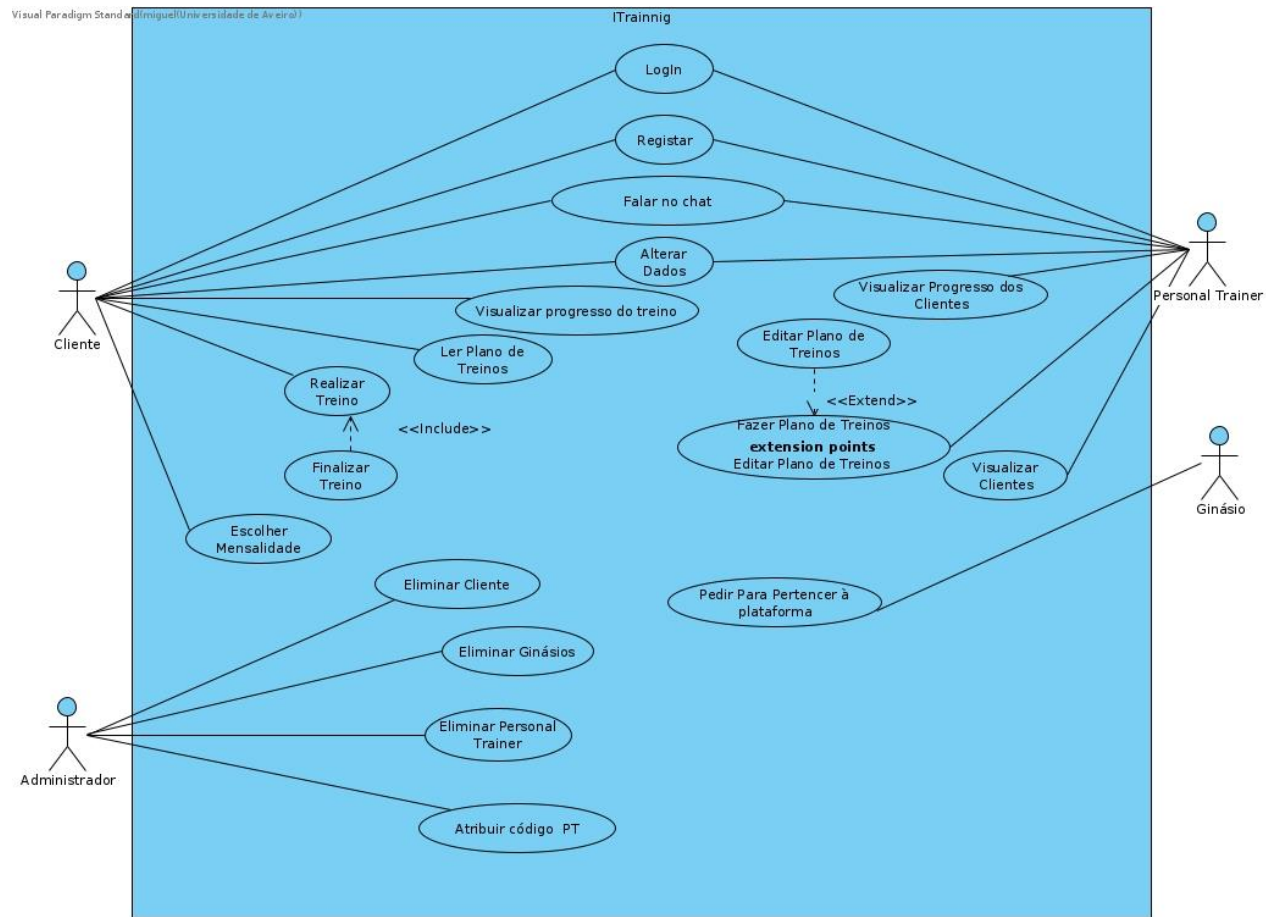 Visual Paradigm Standard(miguel(Universidade de Aveiro))
ITrainnig
LogIn
Registar
Falar no chat
Alterar
Dados
Visualizar Progresso dos
Clientes
Personal Trainer
Visualizar progresso do treino
Cliente
Editar Plano de
Treinos
Ler Plano de
Treinos
Realizar
Treino
<<Extend>>
<<Include>>
Fazer Plano de Treinos
extension points
Editar Plano de Treinos
Finalizar
Treino
Visualizar
Clientes
Ginásio
Escolher
Mensalidade
Eliminar Cliente
Pedir Para Pertencer à
plataforma
Eliminar Ginásios
Eliminar Personal
Trainer
Administrador
Atribuir código  PT